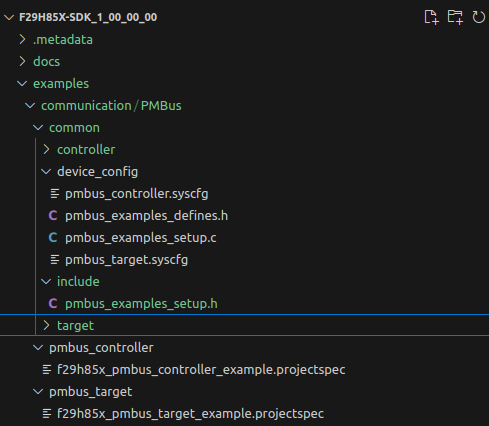 F29H85X-SDK_1_00_00_00
.metadata
docs
examples
communication / PMBus
common
controller
device_config
pmbus_controller.syscfg
C pmbus_examples_defines.h
C pmbus_examples_setup.c
pmbus_target.syscfg
include
C pmbus_examples_setup.h
target
pmbus_controller
f29h85x_pmbus_controller_example.projectspec
pmbus_target
f29h85x_pmbus_target_example.projectspec